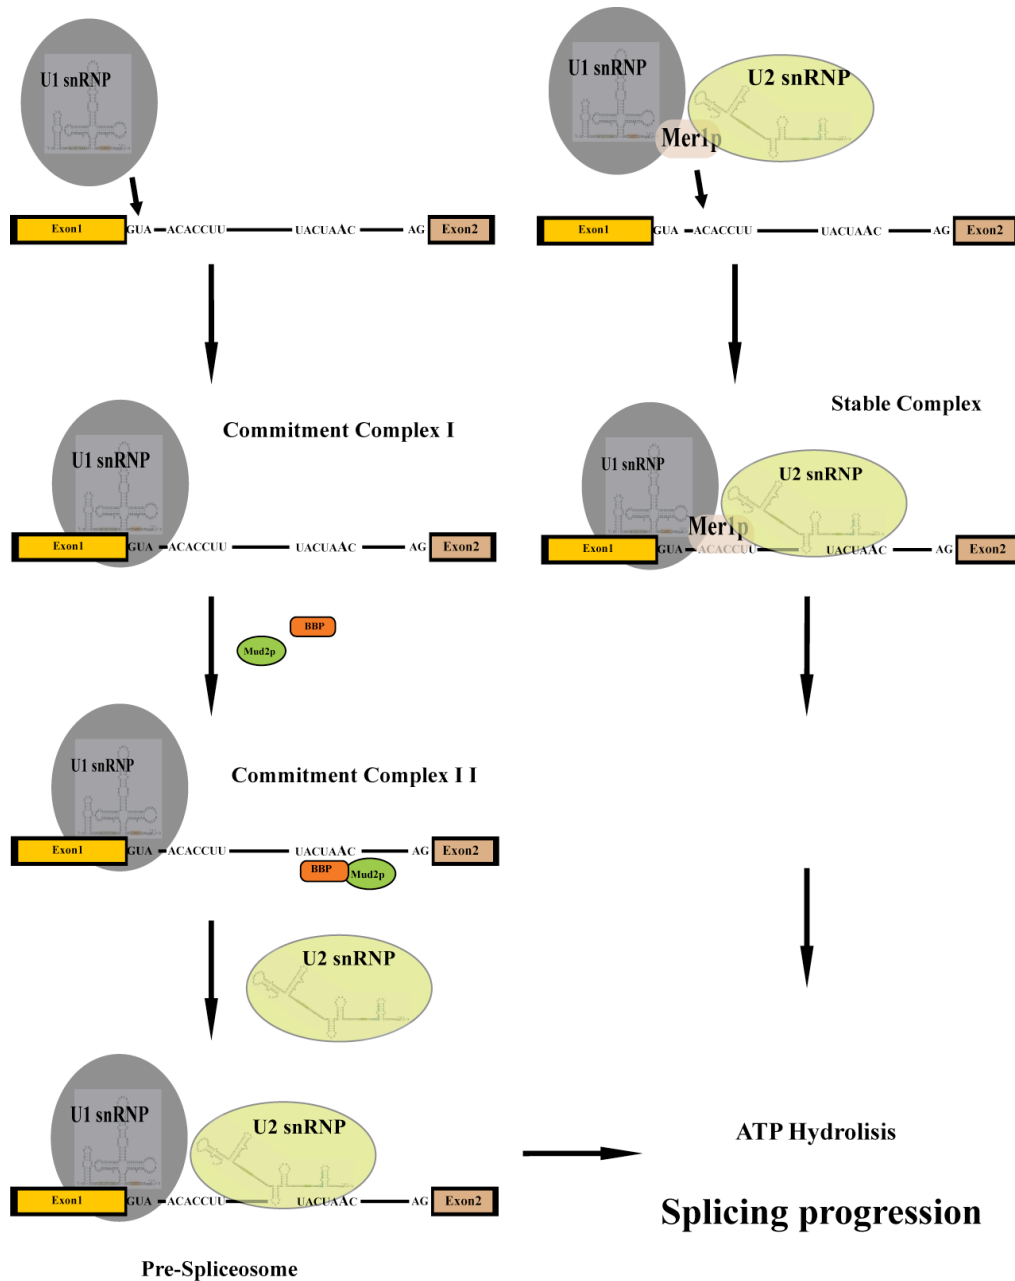 U1 snRNP
Exon1 GUA ACACCUU UACUAAC AG Exon2
Commitment Complex I
U1 snRNP
Exon1 GUA ACACCUU UACUAAC AG Exon2
BBP
Mud2p
U1 snRNP
Commitment Complex I I
Exon1 GUA ACACCUU UACUAAC AG Exon2
BBP Mud2p
U2 snRNP
U1 snRNP
U2 snRNP
Exon1 GUA ACACCUU UACUAAC AG Exon2
Pre-Spliceosome
U1 snRNP
U2 snRNP
Mer1p
Exon1 GUA ACACCUU UACUAAC AG Exon2
Stable Complex
U1 snRNP
U2 snRNP
Mer1p
Exon1 GUA ACACCUU UACUAAC AG Exon2
ATP Hydrolisis
Splicing progression